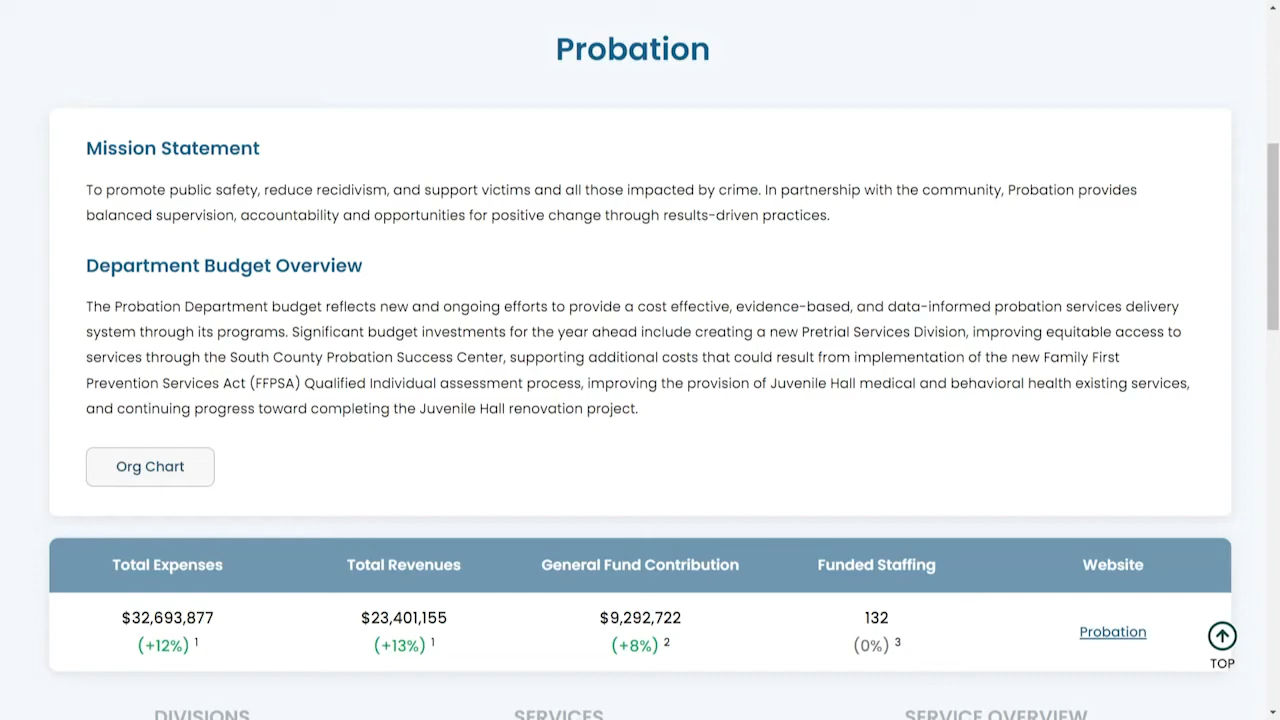 Probation
Mission Statement
To promote public safety, reduce recidivism, and support victims and all those impacted by crime. In partnership with the community, Probation provides
balanced supervision, accountability and opportunities for positive change through results-driven practices.
Department Budget Overview
The Probation Department budget reflects new and ongoing efforts to provide a cost effective, evidence-based, and data-informed probation services delivery
system through its programs. Significant budget investments for the year ahead include creating a new Pretrial Services Division, improving equitable access to
services through the South County Probation Success Center, supporting additional costs that could result from implementation of the new Family First
Prevention Services Act (FFPSA) Qualified Individual assessment process, improving the provision of Juvenile Hall medical and behavioral health existing services,
and continuing progress toward completing the Juvenile Hall renovation project.
Org Chart
Total Expenses Total Revenues General Fund Contribution Funded Staffing Website
$32,693,877 $23,401,155 $9,292,722 132
(+12%) 1 (+13%) 1 (+8%) 2 (0%) 3 Probation
TOP
DIVISIONS SERVICES SERVICE OVERVIEW